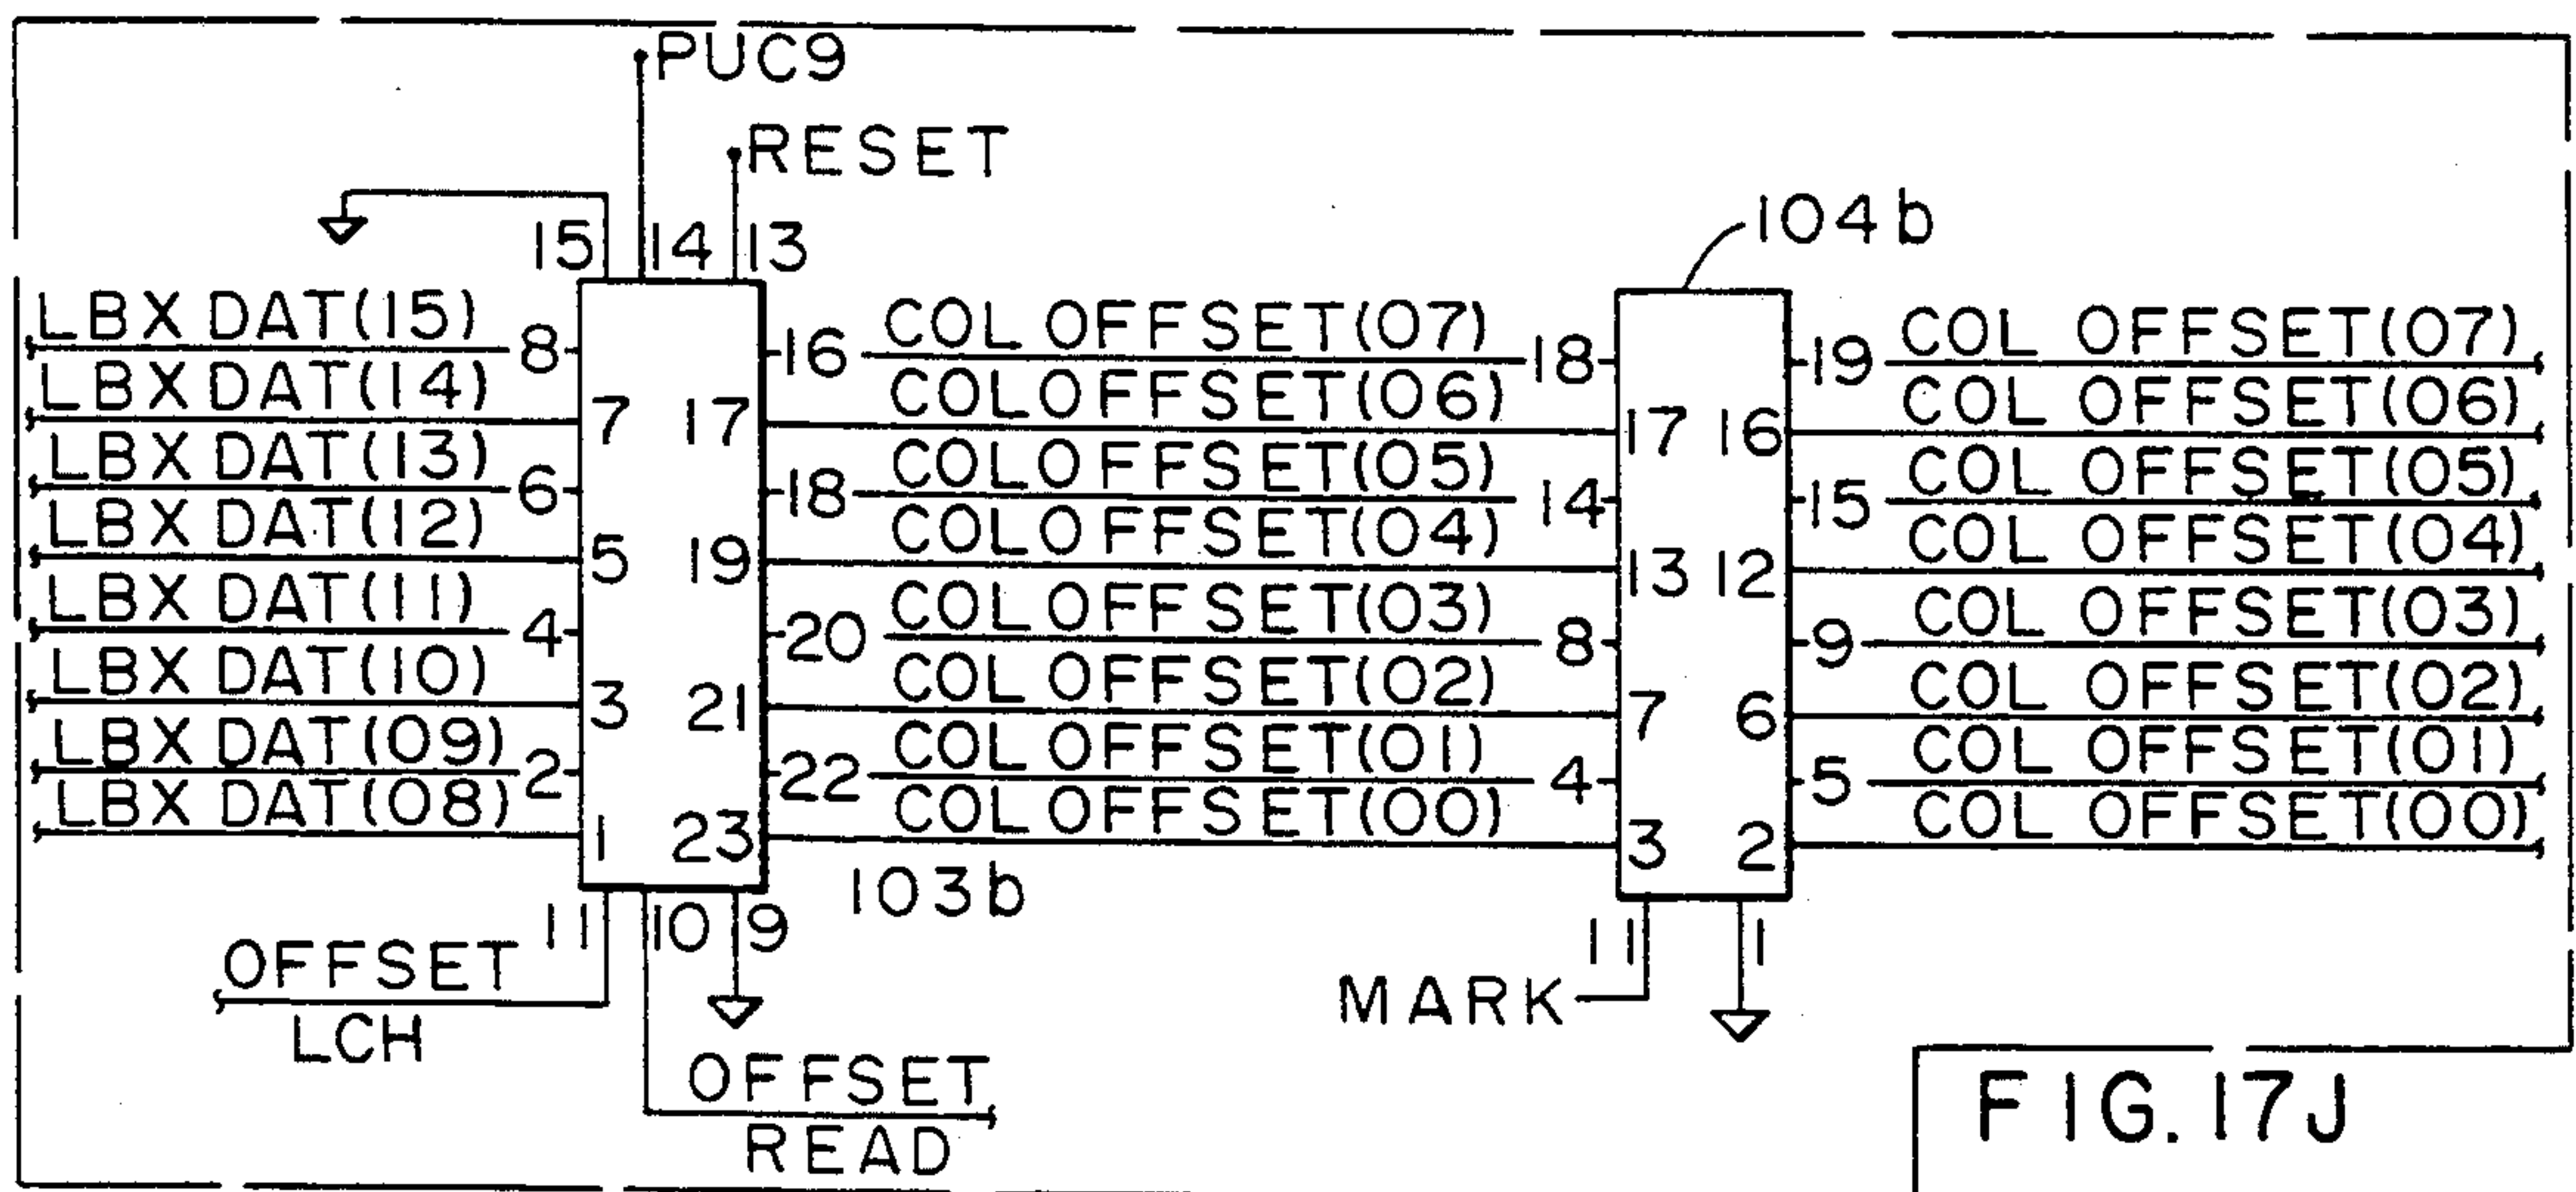 PUC9
RESET
15 14 13
104b
LBX DAT(15) 8 16 COL OFFSET(07) 18 19 COL OFFSET(07)
LBX DAT(14) 7 17 COL OFFSET(06) 17 16 COL OFFSET(06)
LBX DAT(13) 6 18 COL OFFSET(05) 14 15 COL OFFSET(05)
LBX DAT(12) 5 19 COL OFFSET(04) 13 12 COL OFFSET(04)
LBX DAT(11) 4 20 COL OFFSET(03) 8 9 COL OFFSET(03)
LBX DAT(10) 3 21 COL OFFSET(02) 7 6 COL OFFSET(02)
LBX DAT(09) 2 22 COL OFFSET(01) 4 5 COL OFFSET(01)
LBX DAT(08) 1 23 COL OFFSET(00) 3 2 COL OFFSET(00)
103b
11 10 9 11 1
OFFSET
LCH
MARK
OFFSET
READ
FIG. 17J